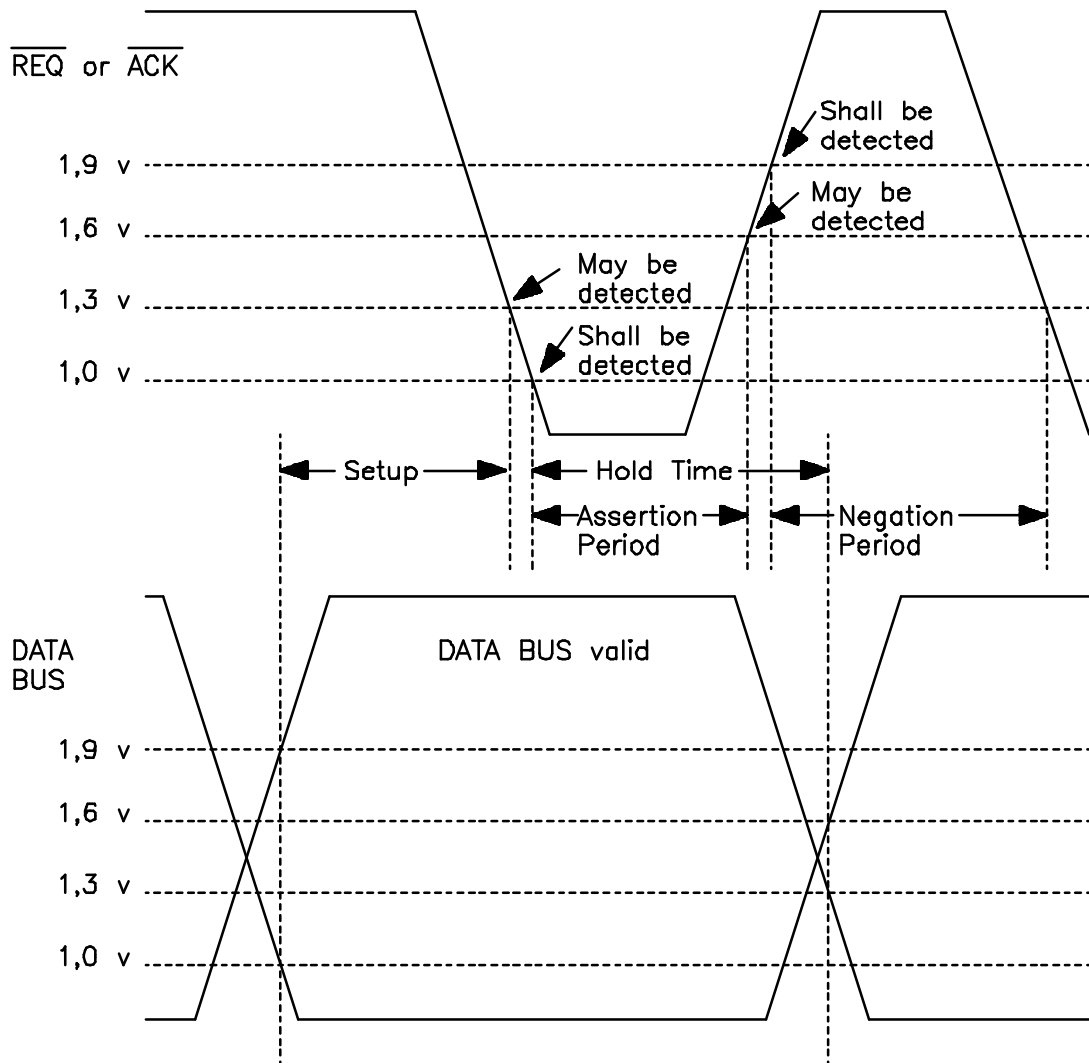 REQ or ACK
Shall be
detected
1,9 v
May be
detected
1,6 v
May be
detected
1,3 v
Shall be
detected
1,0 v
Setup
Hold Time
Assertion
Period
Negation
Period
DATA
BUS
DATA BUS valid
1,9 v
1,6 v
1,3 v
1,0 v